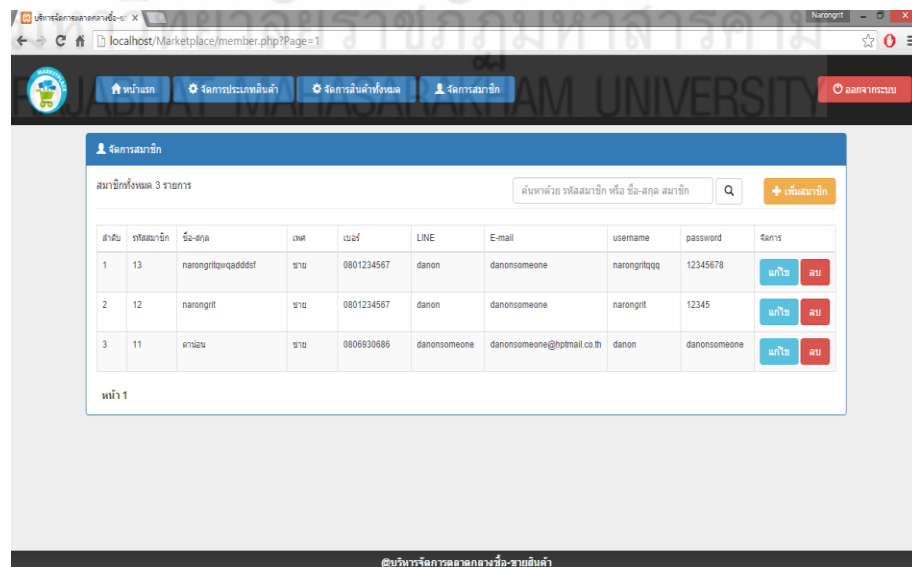 บริหารจัดการตลาดกลางซื้อ-ข
Narongrit
localhost/Marketplace/member.php?Page=1
RAJABHAT MAHASARAKHAM UNIVERSITY
MARKETPLACE
หน้าแรก
จัดการประเภทสินค้า
จัดการสินค้าทั้งหมด
จัดการสมาชิก
ออกจากระบบ
จัดการสมาชิก
สมาชิกทั้งหมด 3 รายการ
ค้นหาด้วย รหัสสมาชิก หรือ ชื่อ-สกุล สมาชิก
เพิ่มสมาชิก
ลำดับ รหัสสมาชิก ชื่อ-สกุล เพศ เบอร์ LINE E-mail username password จัดการ
1 13 narongritqwqadddsf ชาย 0801234567 danon danonsomeone narongritqqq 12345678 แก้ไข ลบ
2 12 narongrit ชาย 0801234567 danon danonsomeone narongrit 12345 แก้ไข ลบ
3 11 ดาน่อน ชาย 0806930686 danonsomeone danonsomeone@hptmail.co.th danon danonsomeone แก้ไข ลบ
หน้า 1
@บริหารจัดการตลาดกลางซื้อ-ขายสินค้า